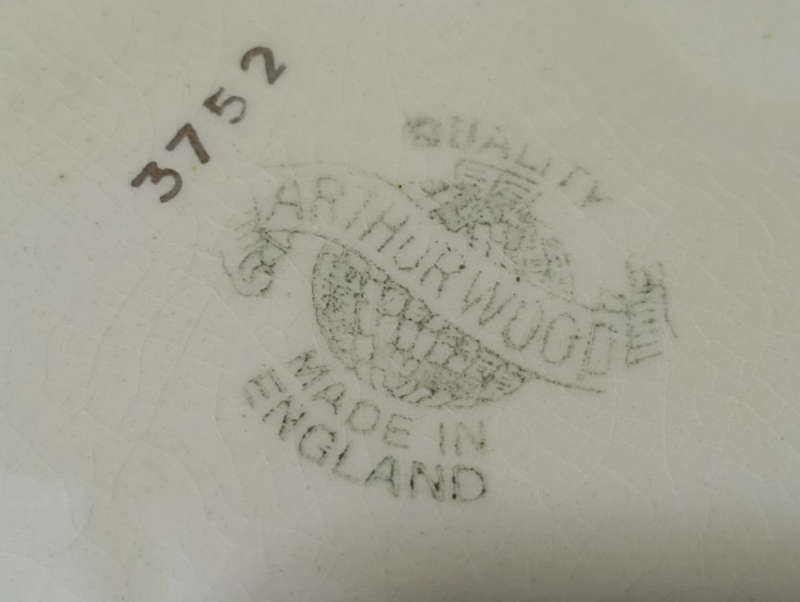 3752
QUALITY
ARTHUR WOOD
MADE IN
ENGLAND